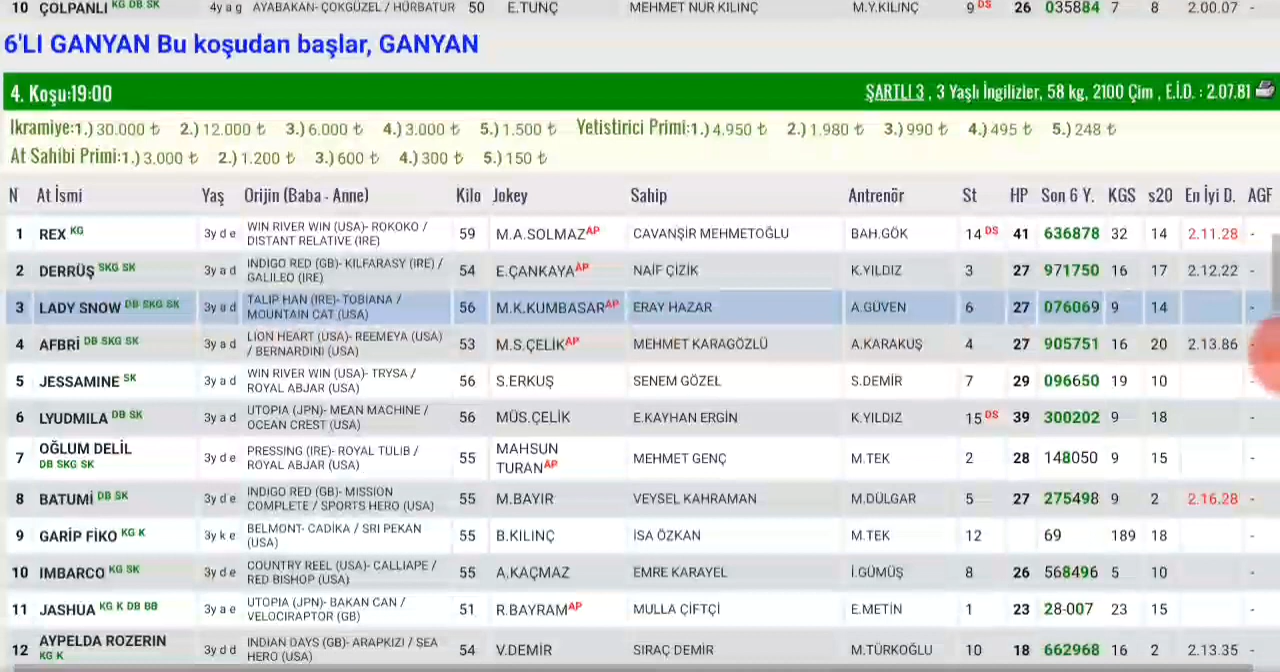 10 ÇOLPANLI KG DB SK 4y a g AYABAKAN- ÇOKGÜZEL / HÜRBATUR 50 E.TUNÇ MEHMET NUR KILINÇ M.Y.KILINÇ 9 DS 26 035884 7 8 2.00.07 -
6'LI GANYAN Bu koşudan başlar, GANYAN
4. Koşu:19:00 ŞARTLI 3 , 3 Yaşlı İngilizler, 58 kg, 2100 Çim , E.İ.D. : 2.07.81
Ikramiye:1.) 30.000 ₺ 2.) 12.000 ₺ 3.) 6.000 ₺ 4.) 3.000 ₺ 5.) 1.500 ₺ Yetistirici Primi:1.) 4.950 ₺ 2.) 1.980 ₺ 3.) 990 ₺ 4.) 495 ₺ 5.) 248 ₺
At Sahibi Primi:1.) 3.000 ₺ 2.) 1.200 ₺ 3.) 600 ₺ 4.) 300 ₺ 5.) 150 ₺
N At İsmi Yaş Orijin (Baba - Anne) Kilo Jokey Sahip Antrenör St HP Son 6 Y. KGS s20 En İyi D. AGF
1 REX KG 3y d e WIN RIVER WIN (USA)- ROKOKO / DISTANT RELATIVE (IRE) 59 M.A.SOLMAZ AP CAVANŞİR MEHMETOĞLU BAH.GÖK 14 DS 41 636878 32 14 2.11.28 -
2 DERRÜŞ SKG SK 3y a d INDIGO RED (GB)- KILFARASY (IRE) / GALILEO (IRE) 54 E.ÇANKAYA AP NAİF ÇİZİK K.YILDIZ 3 27 971750 16 17 2.12.22 -
3 LADY SNOW DB SKG SK 3y a d TALIP HAN (IRE)- TOBIANA / MOUNTAIN CAT (USA) 56 M.K.KUMBASAR AP ERAY HAZAR A.GÜVEN 6 27 076069 9 14 -
4 AFBRİ DB SKG SK 3y a d LION HEART (USA)- REEMEYA (USA) / BERNARDINI (USA) 53 M.S.ÇELİK AP MEHMET KARAGÖZLÜ A.KARAKUŞ 4 27 905751 16 20 2.13.86 -
5 JESSAMINE SK 3y a d WIN RIVER WIN (USA)- TRYSA / ROYAL ABJAR (USA) 56 S.ERKUŞ SENEM GÖZEL S.DEMİR 7 29 096650 19 10 -
6 LYUDMILA DB SK 3y a d UTOPIA (JPN)- MEAN MACHINE / OCEAN CREST (USA) 56 MÜS.ÇELİK E.KAYHAN ERGİN K.YILDIZ 15 DS 39 300202 9 18 -
7 OĞLUM DELİL DB SKG SK 3y d e PRESSING (IRE)- ROYAL TULIB / ROYAL ABJAR (USA) 55 MAHSUN TURAN AP MEHMET GENÇ M.TEK 2 28 148050 9 15 -
8 BATUMİ DB SK 3y d e INDIGO RED (GB)- MISSION COMPLETE / SPORTS HERO (USA) 55 M.BAYIR VEYSEL KAHRAMAN M.DÜLGAR 5 27 275498 9 2 2.16.28 -
9 GARİP FİKO KG K 3y k e BELMONT- CADİKA / SRI PEKAN (USA) 55 B.KILINÇ İSA ÖZKAN M.TEK 12 69 189 18 -
10 IMBARCO KG SK 3y d e COUNTRY REEL (USA)- CALLIAPE / RED BISHOP (USA) 55 A.KAÇMAZ EMRE KARAYEL İ.GÜMÜŞ 8 26 568496 5 10 -
11 JASHUA KG K DB BB 3y a e UTOPIA (JPN)- BAKAN CAN / VELOCIRAPTOR (GB) 51 R.BAYRAM AP MULLA ÇİFTÇİ E.METİN 1 23 28-007 23 15 -
12 AYPELDA ROZERIN KG K 3y d d INDIAN DAYS (GB)- ARAPKIZI / SEA HERO (USA) 54 V.DEMİR SIRAÇ DEMİR M.TÜRKOĞLU 10 18 662968 16 2 2.13.35 -